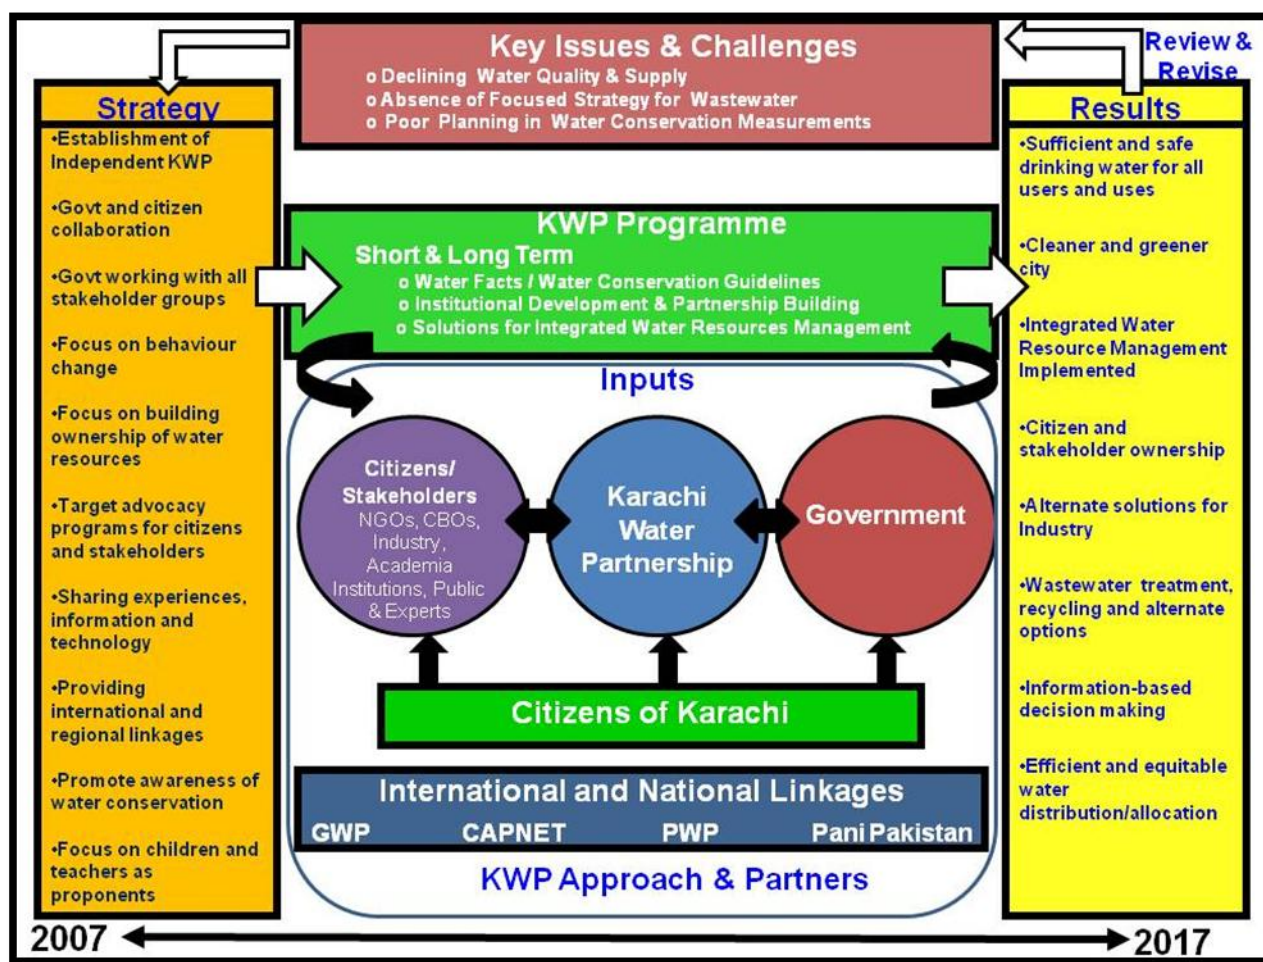 Key Issues & Challenges
o Declining Water Quality & Supply
o Absence of Focused Strategy for Wastewater
o Poor Planning in Water Conservation Measurements
Review &
Revise
Strategy
•Establishment of
Independent KWP
•Govt and citizen
collaboration
•Govt working with all
stakeholder groups
•Focus on behaviour
change
•Focus on building
ownership of water
resources
•Target advocacy
programs for citizens
and stakeholders
•Sharing experiences,
information and
technology
•Providing
international and
regional linkages
•Promote awareness of
water conservation
•Focus on children and
teachers as
proponents
KWP Programme
Short & Long Term
o Water Facts / Water Conservation Guidelines
o Institutional Development & Partnership Building
o Solutions for Integrated Water Resources Management
Inputs
Citizens/
Stakeholders
NGOs, CBOs,
Industry,
Academia
Institutions, Public
& Experts
Karachi
Water
Partnership
Government
Citizens of Karachi
International and National Linkages
GWP CAPNET PWP Pani Pakistan
KWP Approach & Partners
Results
•Sufficient and safe
drinking water for all
users and uses
•Cleaner and greener
city
•Integrated Water
Resource Management
Implemented
•Citizen and
stakeholder ownership
•Alternate solutions for
Industry
•Wastewater treatment,
recycling and alternate
options
•Information-based
decision making
•Efficient and equitable
water
distribution/allocation
2007
2017